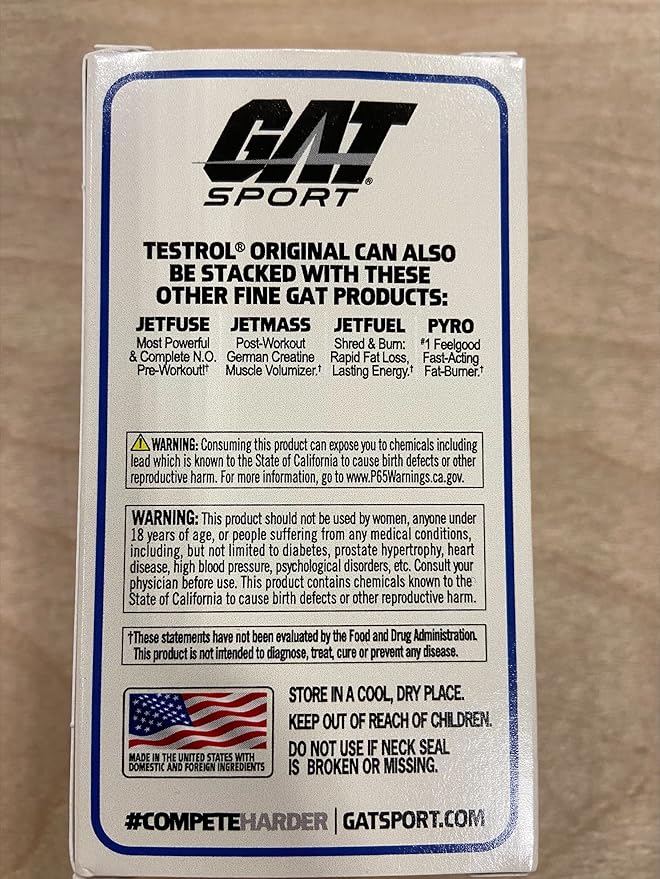 GAT
SPORT®
TESTROL® ORIGINAL CAN ALSO
BE STACKED WITH THESE
OTHER FINE GAT PRODUCTS:
JETFUSE
Most Powerful
& Complete N.O.
Pre-Workout!†
JETMASS
Post-Workout
German Creatine
Muscle Volumizer.†
JETFUEL
Shred & Burn:
Rapid Fat Loss,
Lasting Energy.†
PYRO
#1 Feelgood
Fast-Acting
Fat-Burner.†
WARNING: Consuming this product can expose you to chemicals including
lead which is known to the State of California to cause birth defects or other
reproductive harm. For more information, go to www.P65Warnings.ca.gov.
WARNING: This product should not be used by women, anyone under
18 years of age, or people suffering from any medical conditions,
including, but not limited to diabetes, prostate hypertrophy, heart
disease, high blood pressure, psychological disorders, etc. Consult your
physician before use. This product contains chemicals known to the
State of California to cause birth defects or other reproductive harm.
†These statements have not been evaluated by the Food and Drug Administration.
This product is not intended to diagnose, treat, cure or prevent any disease.
MADE IN THE UNITED STATES WITH
DOMESTIC AND FOREIGN INGREDIENTS
STORE IN A COOL, DRY PLACE.
KEEP OUT OF REACH OF CHILDREN.
DO NOT USE IF NECK SEAL
IS BROKEN OR MISSING.
#COMPETEHARDER | GATSPORT.COM